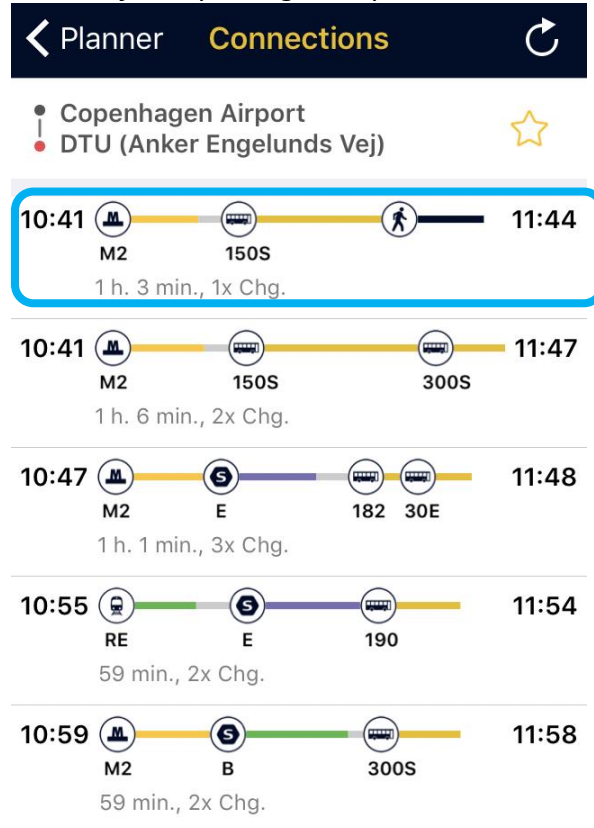 Planner Connections
Copenhagen Airport
DTU (Anker Engelunds Vej)
10:41 11:44
M2 150S
1 h. 3 min., 1x Chg.
10:41 11:47
M2 150S 300S
1 h. 6 min., 2x Chg.
10:47 S 11:48
M2 E 182 30E
1 h. 1 min., 3x Chg.
10:55 S 11:54
RE E 190
59 min., 2x Chg.
10:59 S 11:58
M2 B 300S
59 min., 2x Chg.